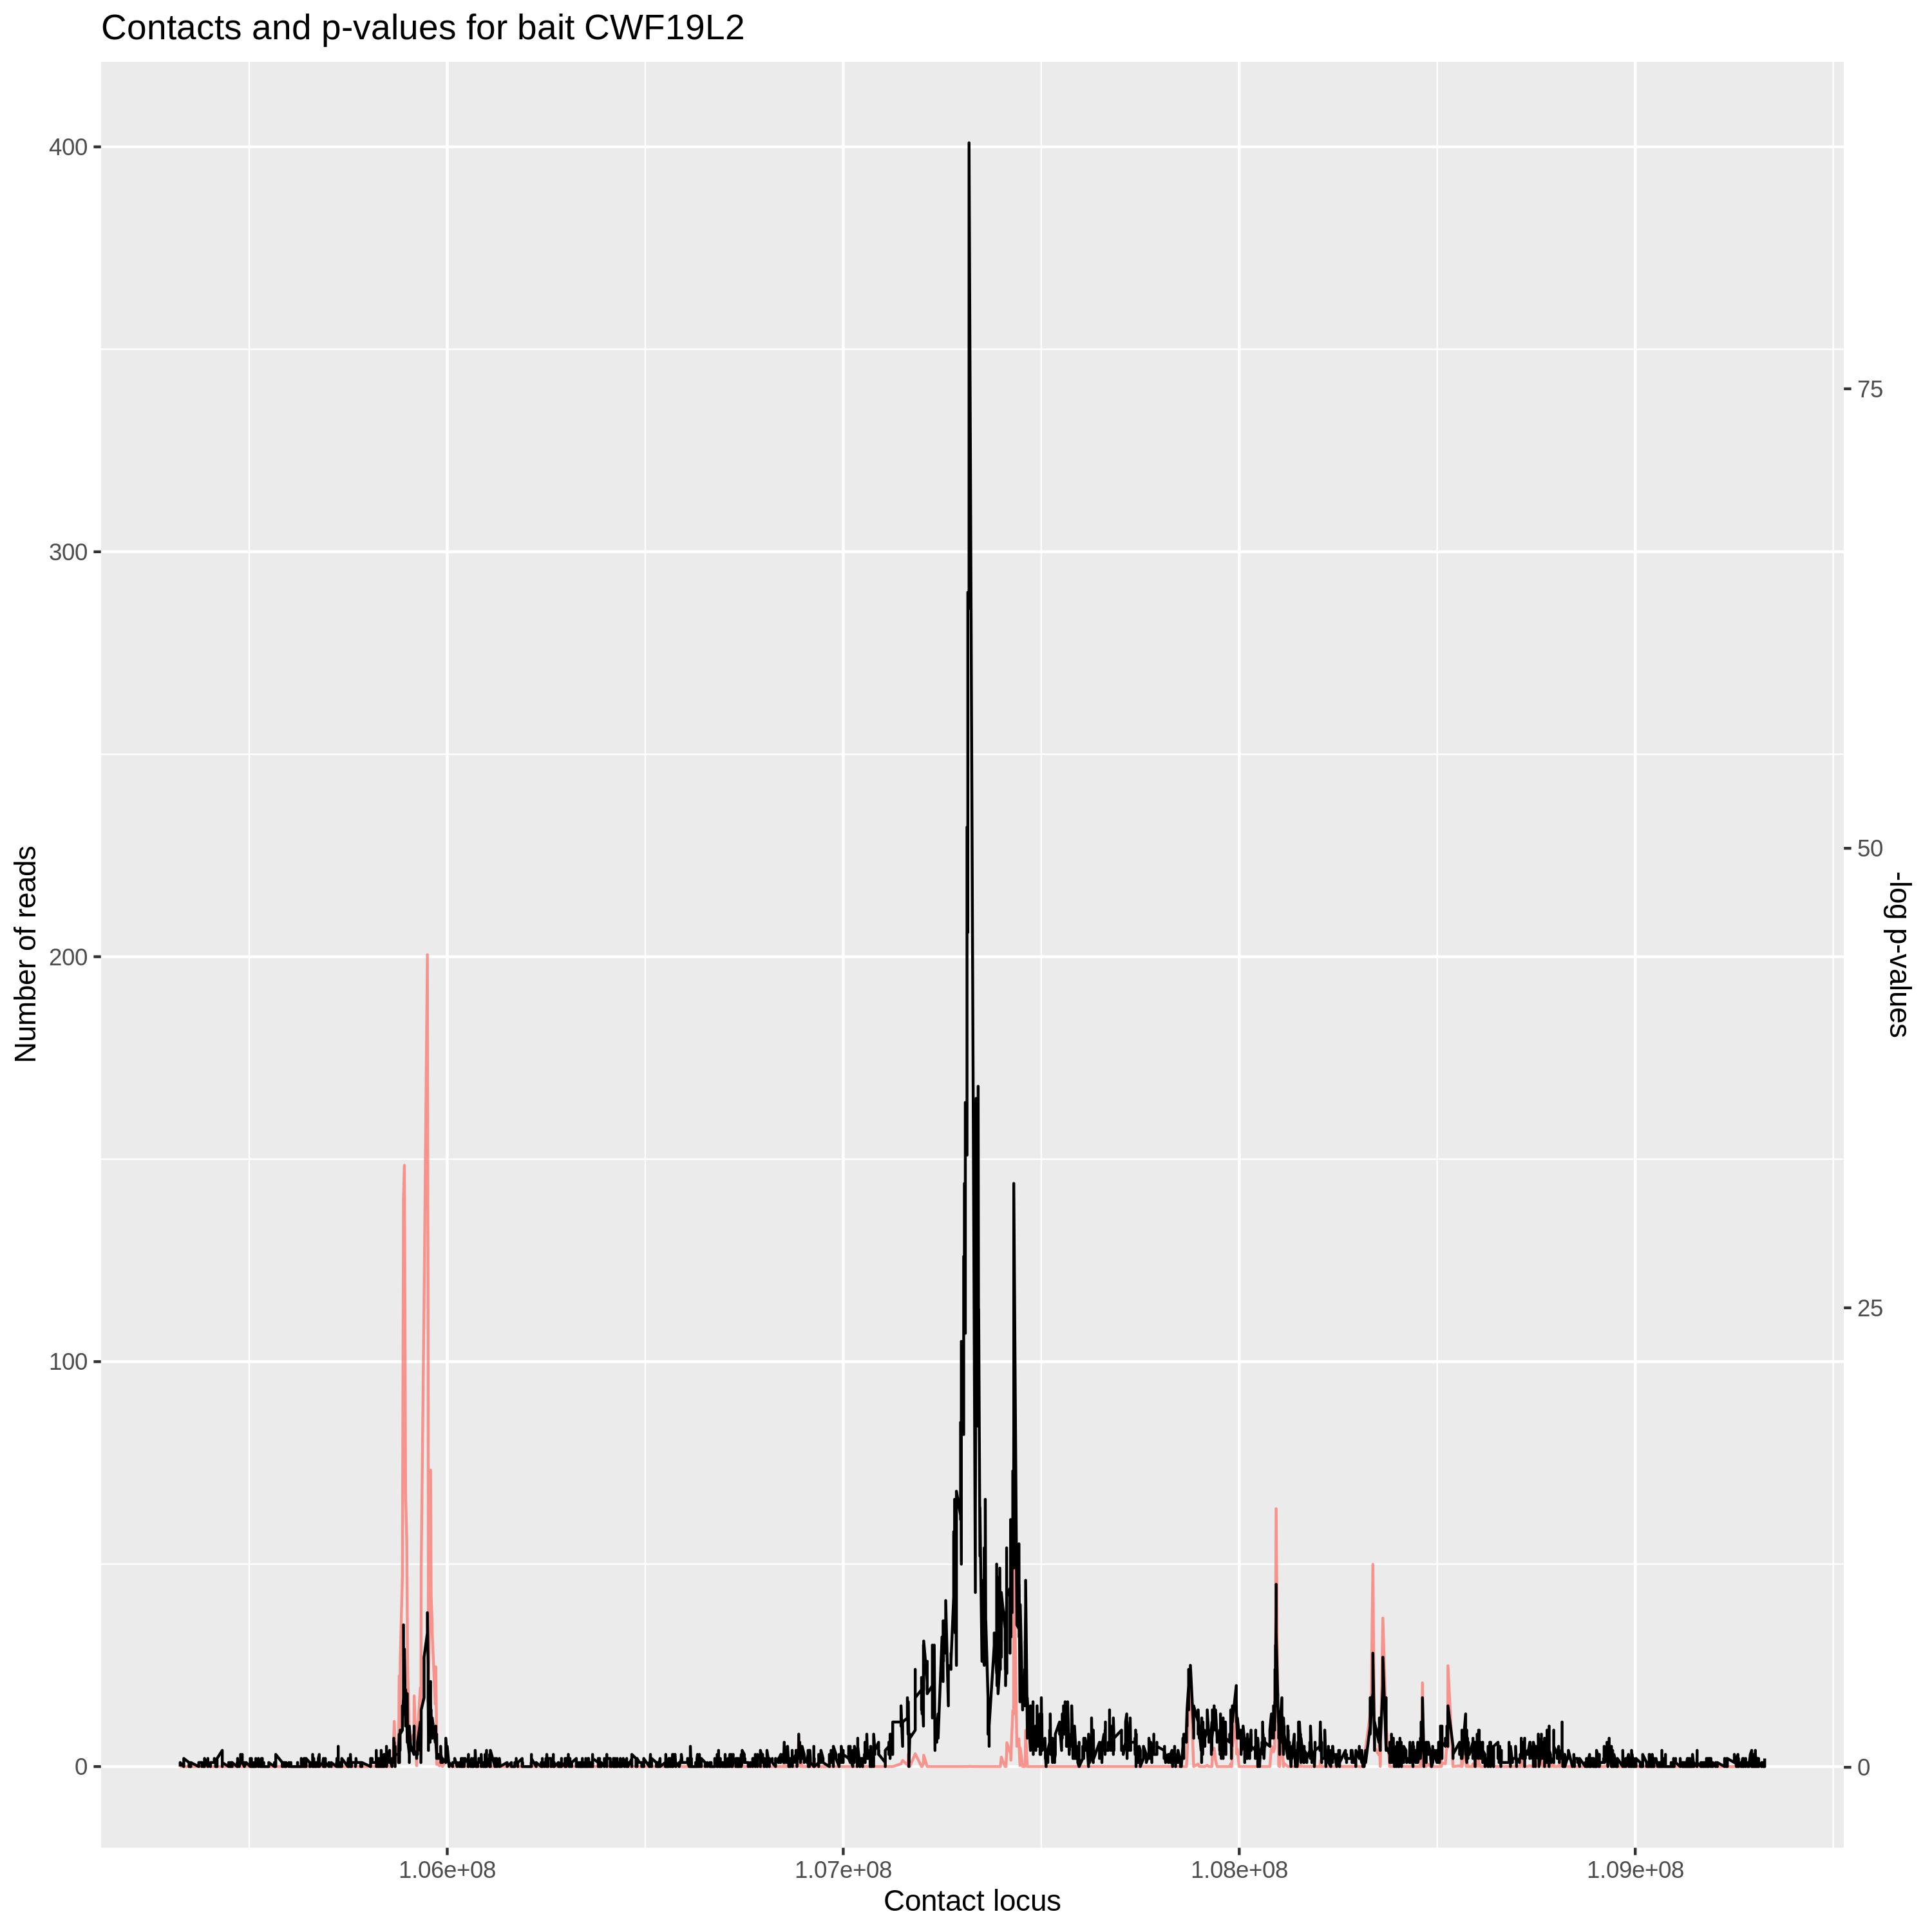 Contacts and p-values for bait CWF19L2
400
300
200
100
0
Number of reads
75
50
25
0
-log p-values
1.06e+08
1.07e+08
1.08e+08
1.09e+08
Contact locus